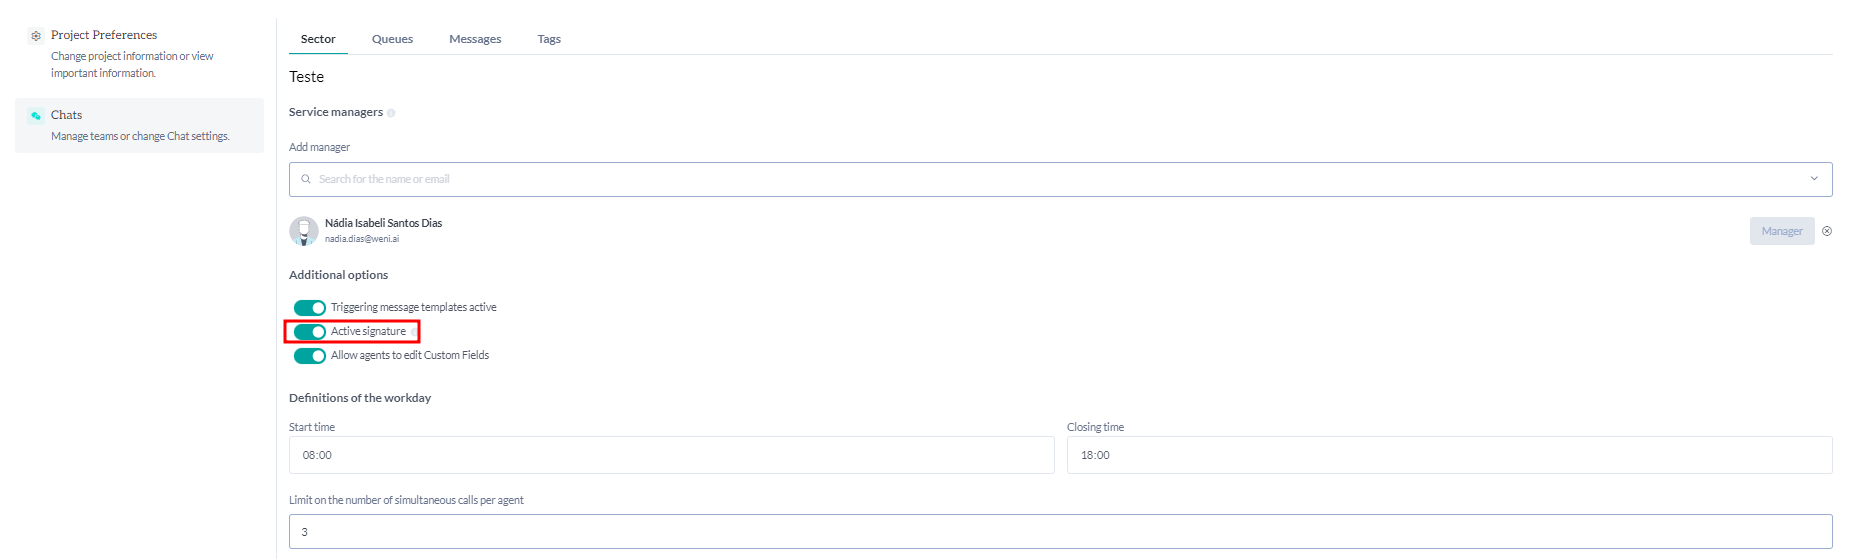 Project Preferences
Change project information or view
important information.
Chats
Manage teams or change Chat settings.
Sector Queues Messages Tags
Teste
Service managers
Add manager
Search for the name or email
Nádia Isabeli Santos Dias
nadia.dias@weni.ai
Manager
Additional options
Triggering message templates active
Active signature
Allow agents to edit Custom Fields
Definitions of the workday
Start time
08:00
Closing time
18:00
Limit on the number of simultaneous calls per agent
3